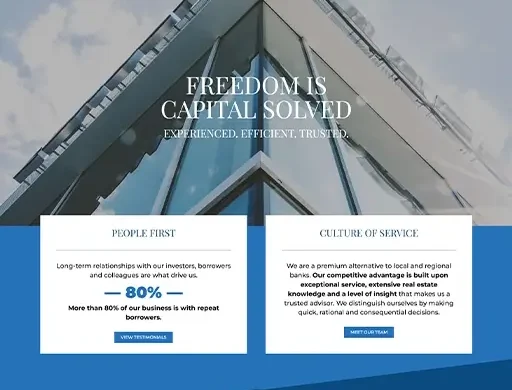 FREEDOM IS
CAPITAL SOLVED
EXPERIENCED. EFFICIENT. TRUSTED.
PEOPLE FIRST
Long-term relationships with our investors, borrowers
and colleagues are what drive us.
— 80% —
More than 80% of our business is with repeat
borrowers.
VIEW TESTIMONIALS
CULTURE OF SERVICE
We are a premium alternative to local and regional
banks. Our competitive advantage is built upon
exceptional service, extensive real estate
knowledge and a level of insight that makes us a
trusted advisor. We distinguish ourselves by making
quick, rational and consequential decisions.
MEET OUR TEAM